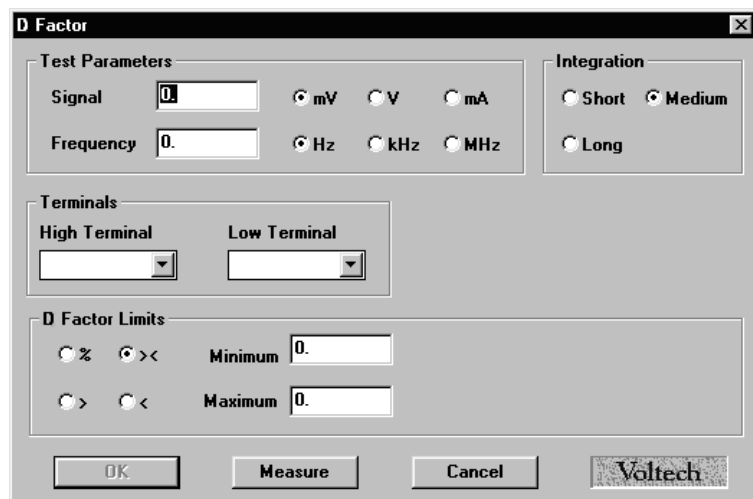 D Factor
Test Parameters
Signal 0. mV V mA
Frequency 0. Hz kHz MHz
Integration
Short Medium
Long
Terminals
High Terminal Low Terminal
D Factor Limits
% >< Minimum 0.
> < Maximum 0.
OK Measure Cancel Voltech